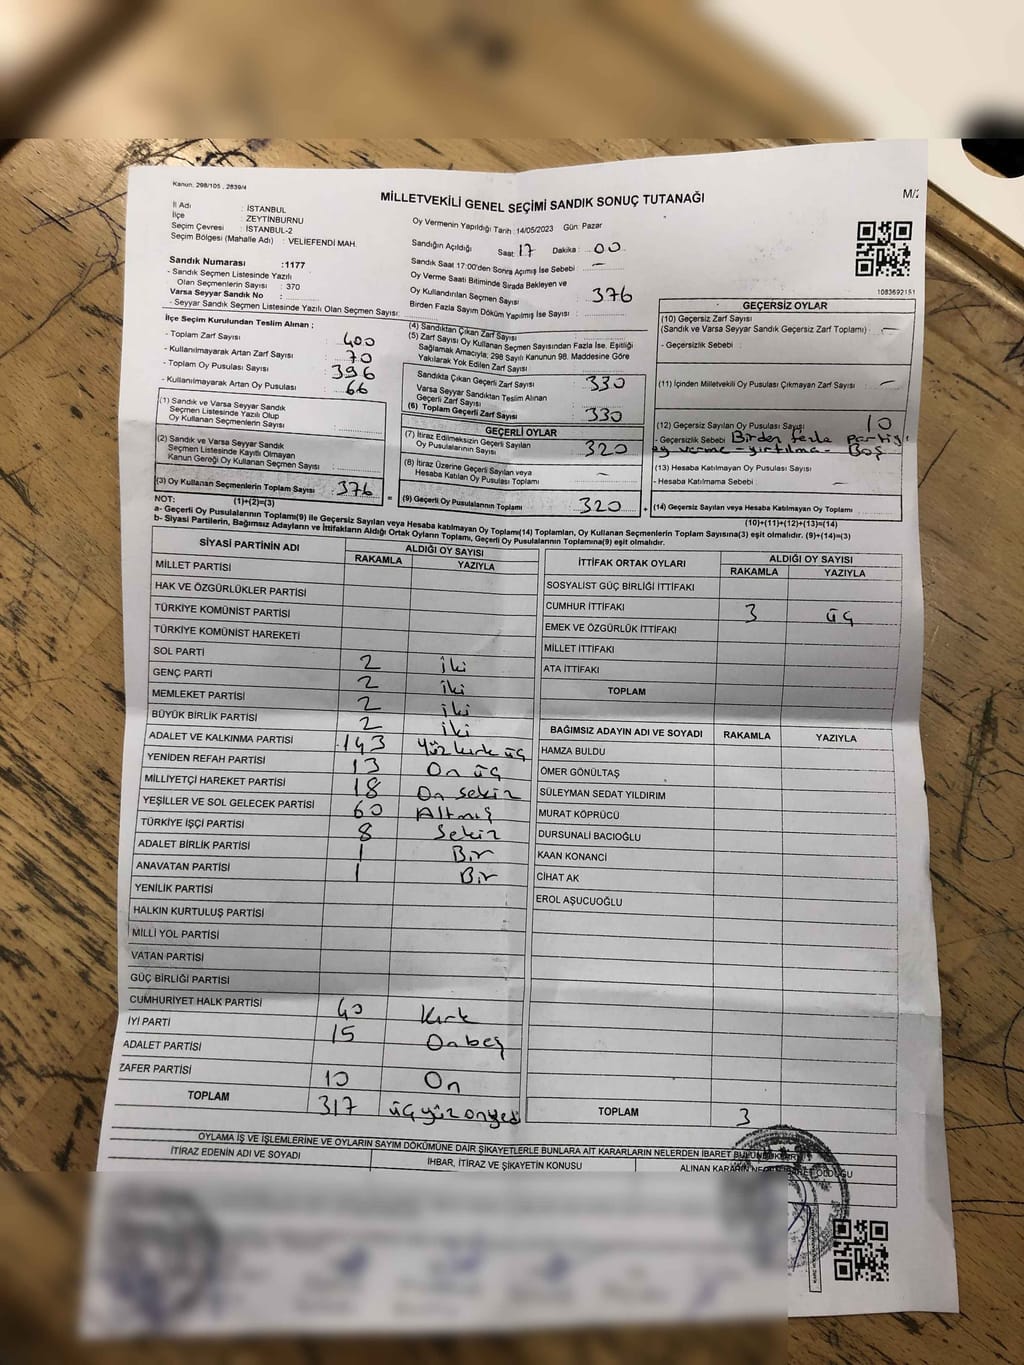 Kanun, 298/105 , 2839/4
MİLLETVEKİLİ GENEL SEÇİMİ SANDIK SONUÇ TUTANAĞI
M/2
İl Adı : İSTANBUL
İlçe : ZEYTİNBURNU
Seçim Çevresi : İSTANBUL-2
Seçim Bölgesi (Mahalle Adı) : VELİEFENDİ MAH.
Oy Vermenin Yapıldığı Tarih :14/05/2023 Gün: Pazar
Sandığın Açıldığı Saat: 17 Dakika : 00
Sandık Saat 17:00'den Sonra Açılmış İse Sebebi : —
Oy Verme Saati Bitiminde Sırada Bekleyen ve
Oy Kullandırılan Seçmen Sayısı : 376
Birden Fazla Sayım Döküm Yapılmış İse Sayısı :
1083692151
Sandık Numarası :1177
- Sandık Seçmen Listesinde Yazılı
Olan Seçmenlerin Sayısı : 370
Varsa Seyyar Sandık No :
- Seyyar Sandık Seçmen Listesinde Yazılı Olan Seçmen Sayısı:
İlçe Seçim Kurulundan Teslim Alınan ;
- Toplam Zarf Sayısı : 400
- Kullanılmayarak Artan Zarf Sayısı : 70
- Toplam Oy Pusulası Sayısı : 396
- Kullanılmayarak Artan Oy Pusulası : 66
(1) Sandık ve Varsa Seyyar Sandık
Seçmen Listesinde Yazılı Olup
Oy Kullanan Seçmenlerin Sayısı :
(2) Sandık ve Varsa Seyyar Sandık
Seçmen Listesinde Kayıtlı Olmayan
Kanun Gereği Oy Kullanan Seçmen Sayısı :
(3) Oy Kullanan Seçmenlerin Toplam Sayısı : 376
(1)+(2)=(3)
(4) Sandıktan Çıkan Zarf Sayısı :
(5) Zarf Sayısı Oy Kullanan Seçmen Sayısından Fazla İse, Eşitliği
Sağlamak Amacıyla; 298 Sayılı Kanunun 98. Maddesine Göre
Yakılarak Yok Edilen Zarf Sayısı :
Sandıkta Çıkan Geçerli Zarf Sayısı : 330
Varsa Seyyar Sandıktan Teslim Alınan
Geçerli Zarf Sayısı :
(6) Toplam Geçerli Zarf Sayısı : 330
GEÇERLİ OYLAR
(7) İtiraz Edilmeksizin Geçerli Sayılan
Oy Pusulalarının Sayısı : 320
(8) İtiraz Üzerine Geçerli Sayılan veya
Hesaba Katılan Oy Pusulası Toplamı : —
= (9) Geçerli Oy Pusulalarının Toplamı : 320
GEÇERSİZ OYLAR
(10) Geçersiz Zarf Sayısı
(Sandık ve Varsa Seyyar Sandık Geçersiz Zarf Toplamı) : —
- Geçersizlik Sebebi :
(11) İçinden Milletvekili Oy Pusulası Çıkmayan Zarf Sayısı : —
(12) Geçersiz Sayılan Oy Pusulası Sayısı : 10
- Geçersizlik Sebebi Birden fazla partiye
oy verme - yırtılma - Boş
(13) Hesaba Katılmayan Oy Pusulası Sayısı :
- Hesaba Katılmama Sebebi : —
+ (14) Geçersiz Sayılan veya Hesaba Katılmayan Oy Toplamı :
(10)+(11)+(12)+(13)=(14)
NOT:
a- Geçerli Oy Pusulalarının Toplamı(9) ile Geçersiz Sayılan veya Hesaba katılmayan Oy Toplamı(14) Toplamları, Oy Kullanan Seçmenlerin Toplam Sayısına(3) eşit olmalıdır. (9)+(14)=(3)
b- Siyasi Partilerin, Bağımsız Adayların ve İttifakların Aldığı Ortak Oyların Toplamı, Geçerli Oy Pusulalarının Toplamına(9) eşit olmalıdır.
SİYASİ PARTİNİN ADI ALDIĞI OY SAYISI
RAKAMLA YAZIYLA
MİLLET PARTİSİ
HAK VE ÖZGÜRLÜKLER PARTİSİ
TÜRKİYE KOMÜNİST PARTİSİ
TÜRKİYE KOMÜNİST HAREKETİ
SOL PARTİ 2 iki
GENÇ PARTİ 2 iki
MEMLEKET PARTİSİ 2 iki
BÜYÜK BİRLİK PARTİSİ 2 iki
ADALET VE KALKINMA PARTİSİ 143 Yüz kırk üç
YENİDEN REFAH PARTİSİ 13 On üç
MİLLİYETÇİ HAREKET PARTİSİ 18 On sekiz
YEŞİLLER VE SOL GELECEK PARTİSİ 60 Altmış
TÜRKİYE İŞÇİ PARTİSİ 8 Sekiz
ADALET BİRLİK PARTİSİ 1 Bir
ANAVATAN PARTİSİ 1 Bir
YENİLİK PARTİSİ
HALKIN KURTULUŞ PARTİSİ
MİLLİ YOL PARTİSİ
VATAN PARTİSİ
GÜÇ BİRLİĞİ PARTİSİ
CUMHURİYET HALK PARTİSİ 40 Kırk
İYİ PARTİ 15 Onbeş
ADALET PARTİSİ
ZAFER PARTİSİ 10 On
TOPLAM 317 üçyüz onyedi
İTTİFAK ORTAK OYLARI ALDIĞI OY SAYISI
RAKAMLA YAZIYLA
SOSYALİST GÜÇ BİRLİĞİ İTTİFAKI
CUMHUR İTTİFAKI 3 üç
EMEK VE ÖZGÜRLÜK İTTİFAKI
MİLLET İTTİFAKI
ATA İTTİFAKI
TOPLAM
BAĞIMSIZ ADAYIN ADI VE SOYADI RAKAMLA YAZIYLA
HAMZA BULDU
ÖMER GÖNÜLTAŞ
SÜLEYMAN SEDAT YILDIRIM
MURAT KÖPRÜCÜ
DURSUNALİ BACIOĞLU
KAAN KONANCİ
CİHAT AK
EROL AŞUCUOĞLU
TOPLAM 3
OYLAMA İŞ VE İŞLEMLERİNE VE OYLARIN SAYIM DÖKÜMÜNE DAİR ŞİKAYETLERLE BUNLARA AİT KARARLARIN NELERDEN İBARET BULUNDUKLARI
İTİRAZ EDENİN ADI VE SOYADI İHBAR, İTİRAZ VE ŞİKAYETİN KONUSU ALINAN KARARIN NEDEN İBARET OLDUĞU